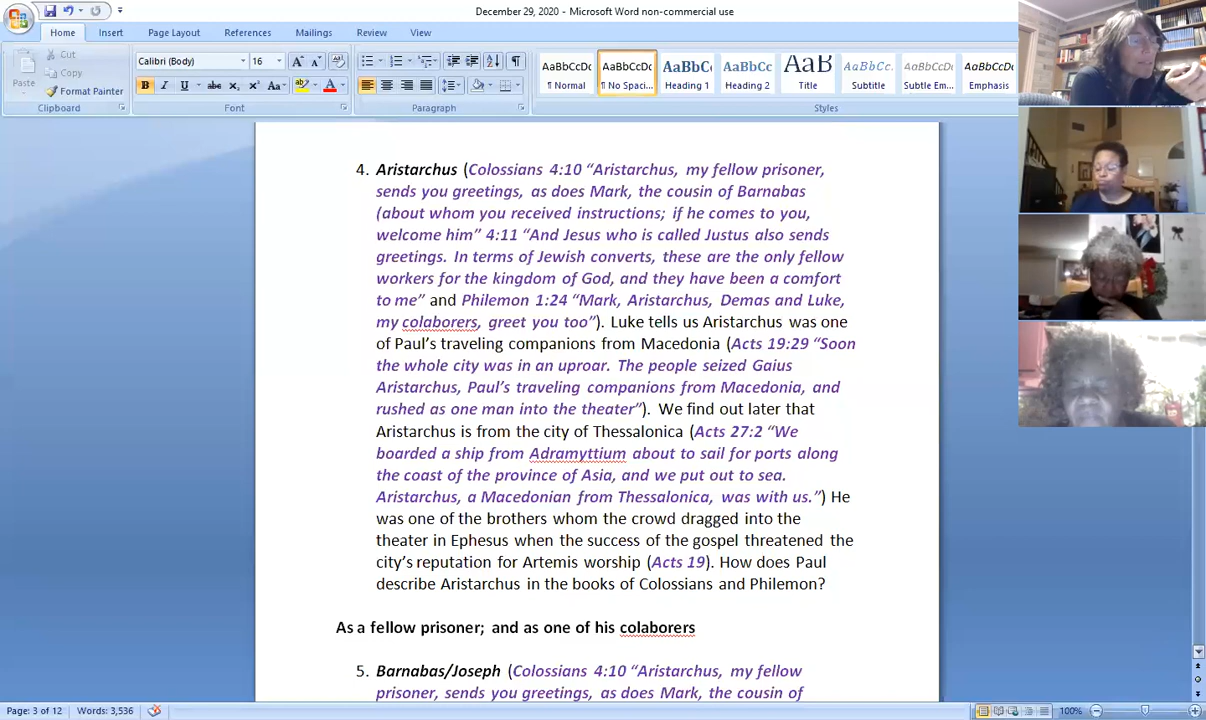 December 29, 2020 - Microsoft Word non-commercial use
Home Insert Page Layout References Mailings Review View
Cut
Copy
Paste
Format Painter
Clipboard
Calibri (Body) 16
Font
Paragraph
AaBbCcDc AaBbCcDc AaBbC AaBbCc AaB AaBbCcDc AaBbCcDc AaBbCcDc
¶ Normal ¶ No Spaci... Heading 1 Heading 2 Title Subtitle Subtle Em... Emphasis
Styles
4. Aristarchus (Colossians 4:10 “Aristarchus, my fellow prisoner,
sends you greetings, as does Mark, the cousin of Barnabas
(about whom you received instructions; if he comes to you,
welcome him” 4:11 “And Jesus who is called Justus also sends
greetings. In terms of Jewish converts, these are the only fellow
workers for the kingdom of God, and they have been a comfort
to me” and Philemon 1:24 “Mark, Aristarchus, Demas and Luke,
my colaborers, greet you too”). Luke tells us Aristarchus was one
of Paul’s traveling companions from Macedonia (Acts 19:29 “Soon
the whole city was in an uproar. The people seized Gaius
Aristarchus, Paul’s traveling companions from Macedonia, and
rushed as one man into the theater”). We find out later that
Aristarchus is from the city of Thessalonica (Acts 27:2 “We
boarded a ship from Adramyttium about to sail for ports along
the coast of the province of Asia, and we put out to sea.
Aristarchus, a Macedonian from Thessalonica, was with us.”) He
was one of the brothers whom the crowd dragged into the
theater in Ephesus when the success of the gospel threatened the
city’s reputation for Artemis worship (Acts 19). How does Paul
describe Aristarchus in the books of Colossians and Philemon?
As a fellow prisoner; and as one of his colaborers
5. Barnabas/Joseph (Colossians 4:10 “Aristarchus, my fellow
prisoner, sends you greetings, as does Mark, the cousin of
Page: 3 of 12 Words: 3,536 100%